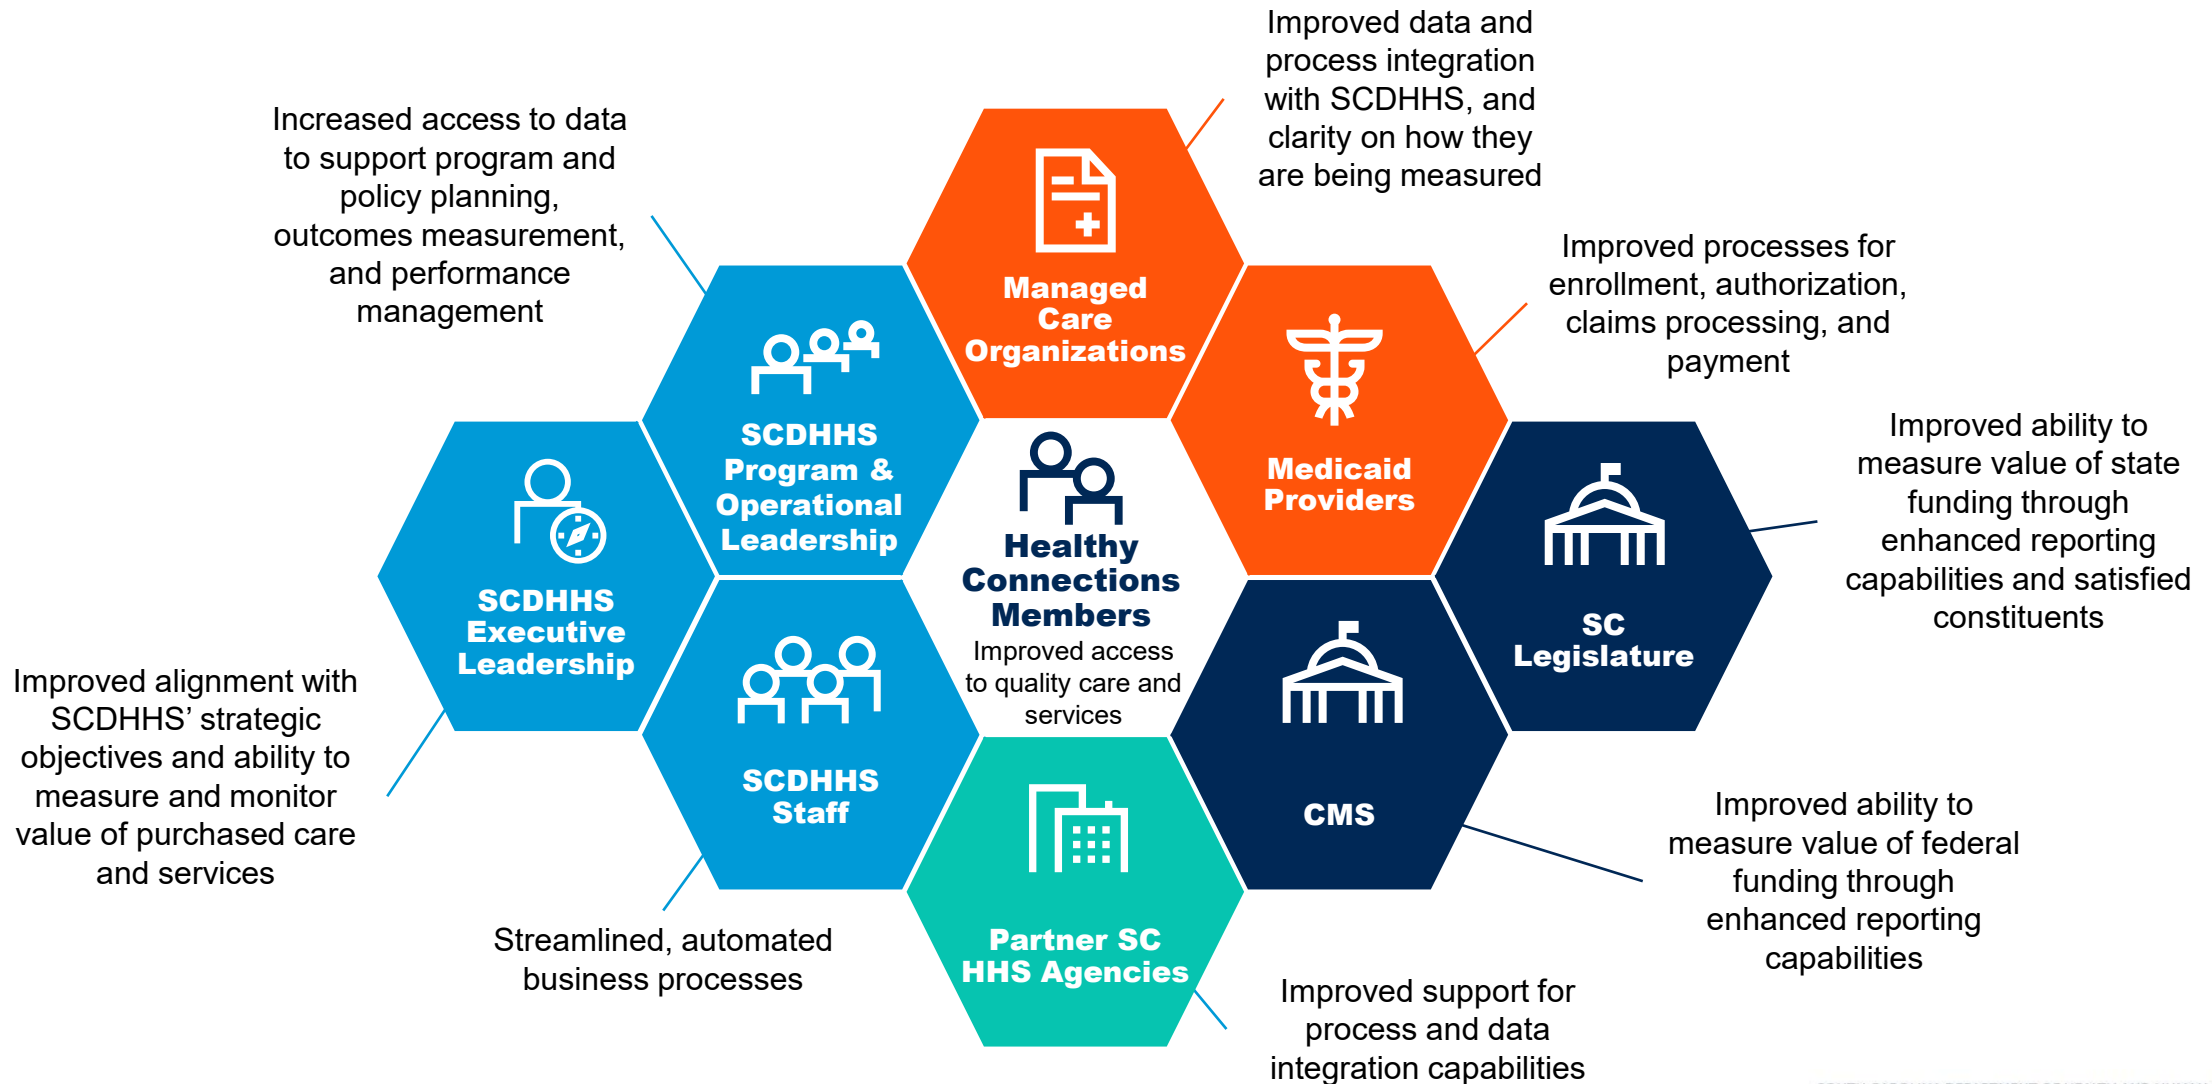 Improved data and
process integration
with SCDHHS, and
clarity on how they
are being measured
Increased access to data
to support program and
policy planning,
outcomes measurement,
and performance
management
Managed
Care
Organizations
Improved processes for
enrollment, authorization,
claims processing, and
payment
SCDHHS
Program &
Operational
Leadership
Medicaid
Providers
Improved ability to
measure value of state
funding through
enhanced reporting
capabilities and satisfied
constituents
SCDHHS
Executive
Leadership
Healthy
Connections
Members
Improved access
to quality care and
services
SC
Legislature
Improved alignment with
SCDHHS’ strategic
objectives and ability to
measure and monitor
value of purchased care
and services
SCDHHS
Staff
CMS
Improved ability to
measure value of federal
funding through
enhanced reporting
capabilities
Streamlined, automated
business processes
Partner SC
HHS Agencies
Improved support for
process and data
integration capabilities